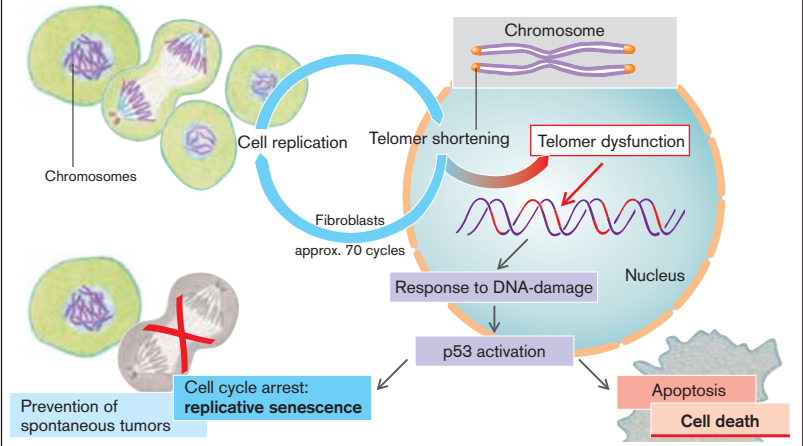 Chromosome
Cell replication
Telomer shortening
Telomer dysfunction
Chromosomes
Fibroblasts
approx. 70 cycles
Nucleus
Response to DNA-damage
p53 activation
Cell cycle arrest:
replicative senescence
Prevention of
spontaneous tumors
Apoptosis
Cell death